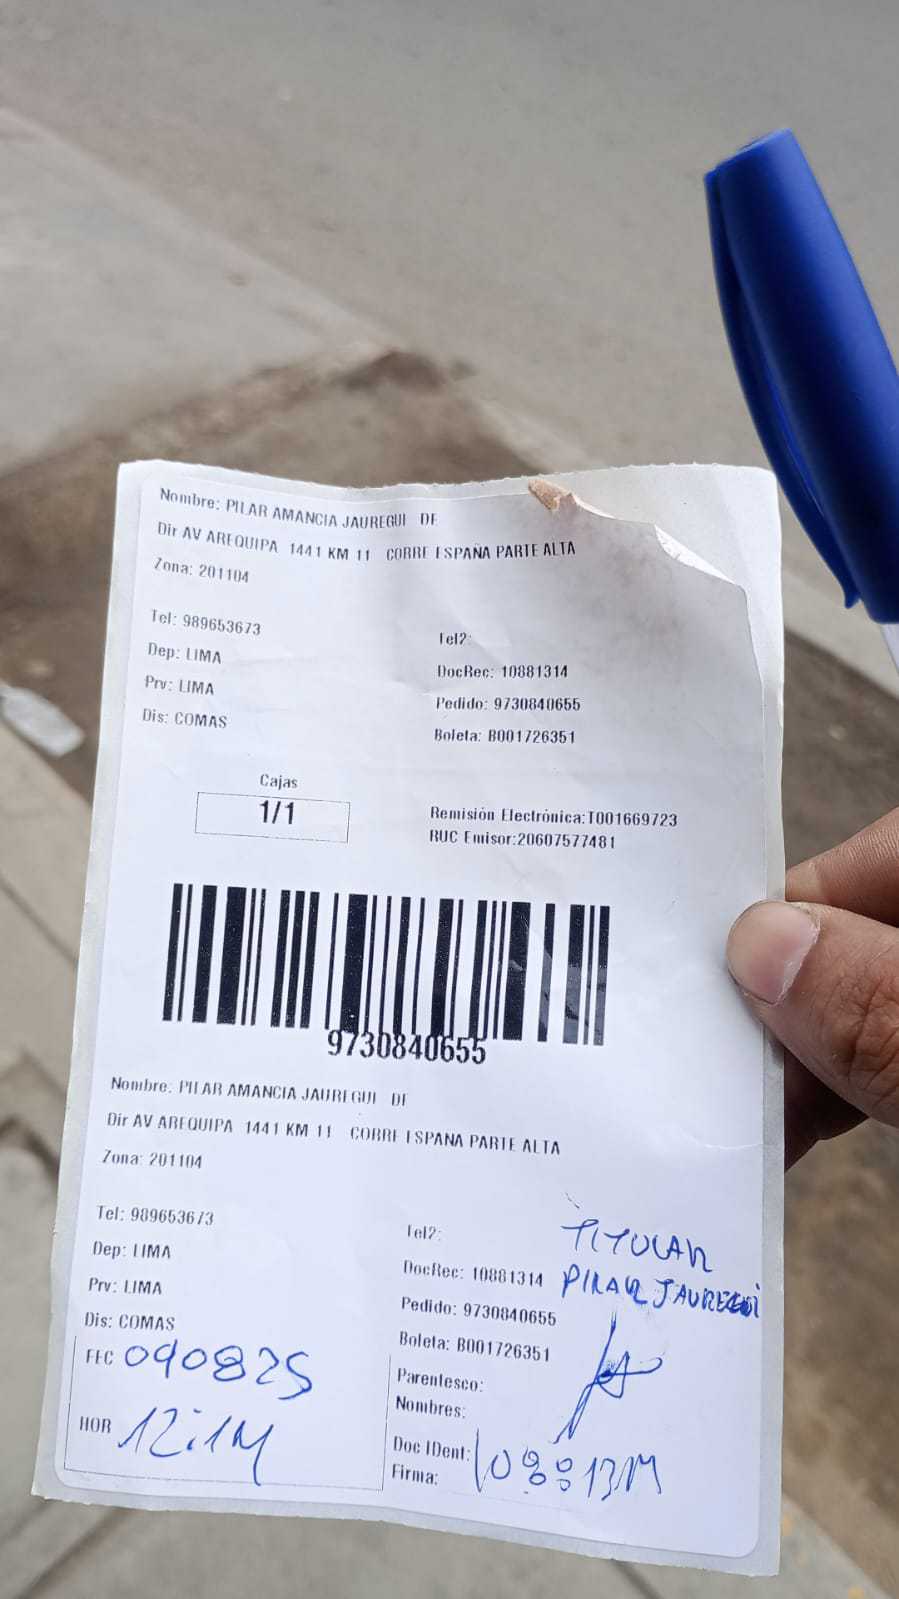 Nombre: PILAR AMANCIA JAUREGUI DE
Dir AV AREQUIPA 1441 KM 11 CORRE ESPAÑA PARTE ALTA
Zona: 201104
Tel: 989653673
Tel2:
Dep: LIMA
DocRec: 10881314
Prv: LIMA
Pedido: 9730840655
Dis: COMAS
Boleta: B001726351
Cajas
1/1
Remisión Electrónica:T001669723
RUC Emisor:20607577481
9730840655
Nombre: PILAR AMANCIA JAUREGUI DE
Dir AV AREQUIPA 1441 KM 11 CORRE ESPAÑA PARTE ALTA
Zona: 201104
Tel: 989653673
Tel2:
TITULAR
Dep: LIMA
DocRec: 10881314
PILAR JAUREGUI
Prv: LIMA
Pedido: 9730840655
Dis: COMAS
Boleta: B001726351
FEC 090825
Parentesco:
Nombres:
HOR
Doc IDent:
Firma: